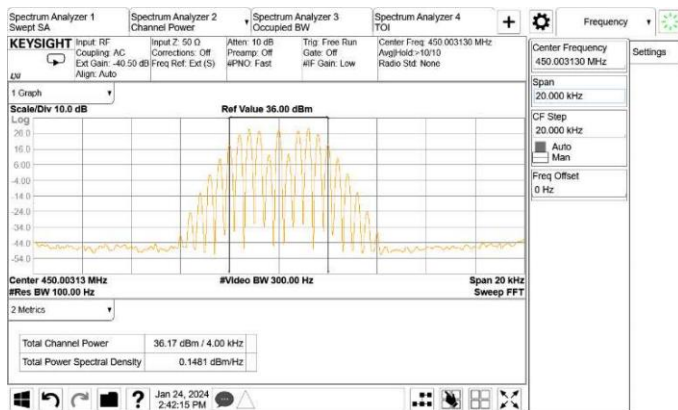 Spectrum Analyzer 1
Swept SA
Spectrum Analyzer 2
Channel Power
Spectrum Analyzer 3
Occupied BW
Spectrum Analyzer 4
TOI
+
Frequency
KEYSIGHT
Input: RF
Coupling: AC
Ext Gain: -40.50 dB
Align: Auto
Input Z: 50 Ω
Corrections: Off
Freq Ref: Ext (S)
Atten: 10 dB
Preamp: Off
#PNO: Fast
Trig: Free Run
Gate: Off
#IF Gain: Low
Center Freq: 450.003130 MHz
Avg|Hold:>10/10
Radio Std: None
Center Frequency
450.003130 MHz
Settings
Span
20.000 kHz
CF Step
20.000 kHz
Auto
Man
Freq Offset
0 Hz
1 Graph
Scale/Div 10.0 dB
Ref Value 36.00 dBm
Log
26.0
16.0
6.00
-4.00
-14.0
-24.0
-34.0
-44.0
-54.0
Center 450.00313 MHz
#Video BW 300.00 Hz
Span 20 kHz
#Res BW 100.00 Hz
Sweep FFT
2 Metrics
Total Channel Power 36.17 dBm / 4.00 kHz
Total Power Spectral Density 0.1481 dBm/Hz
?
Jan 24, 2024
2:42:15 PM